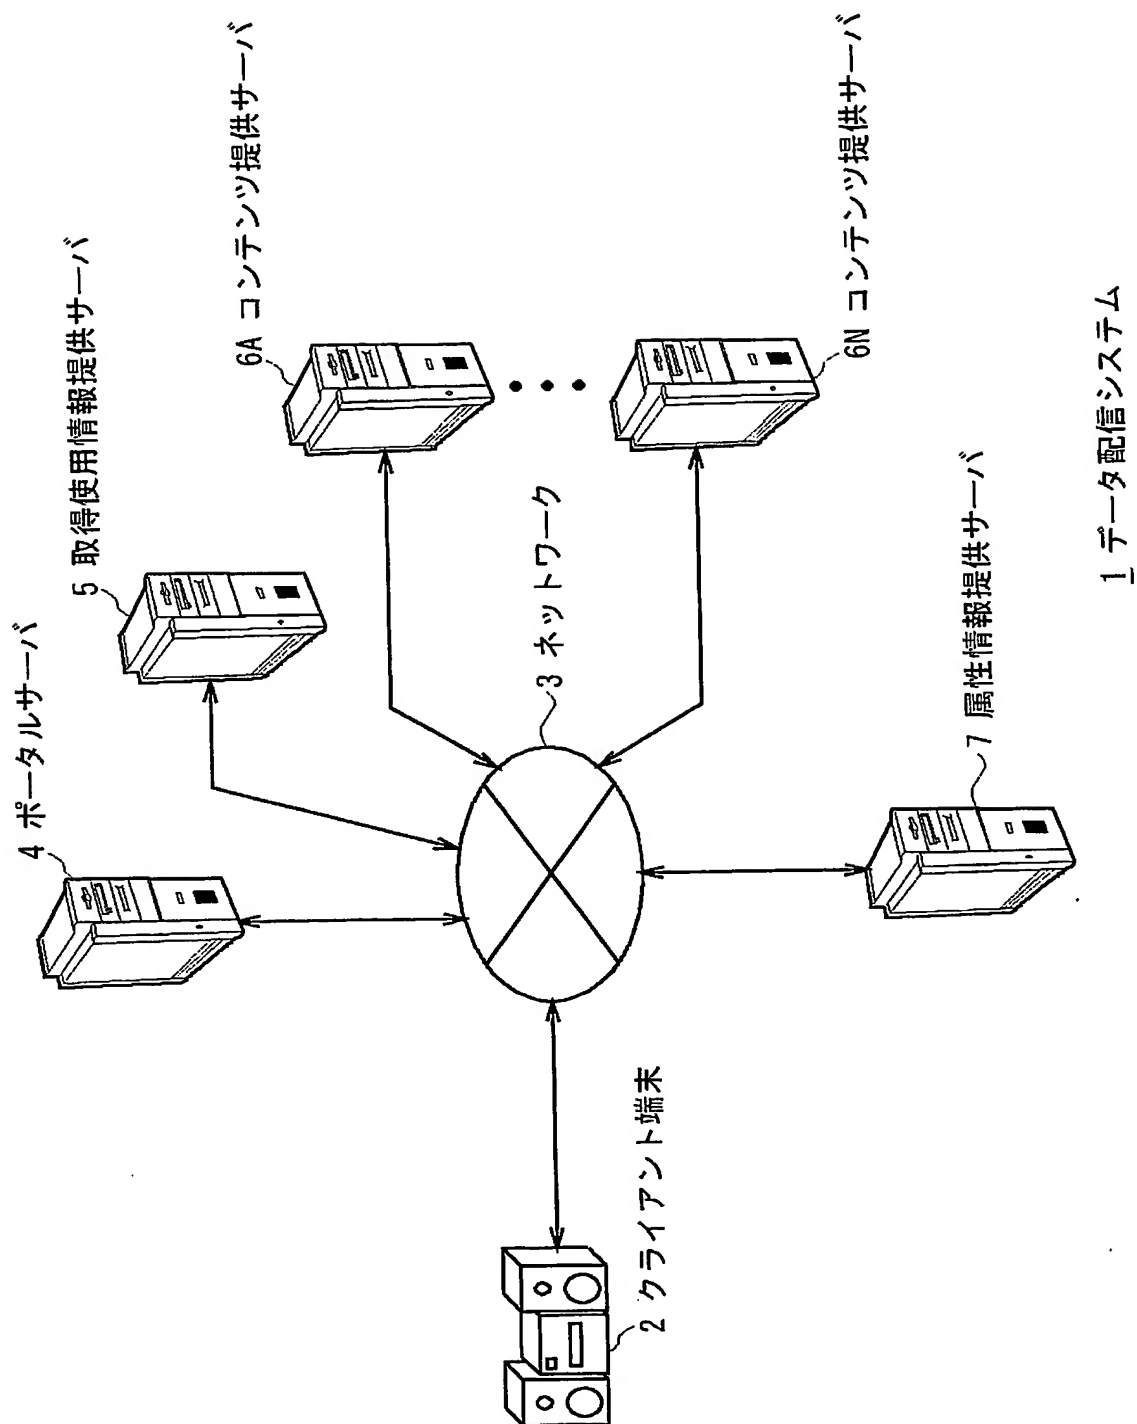 4 ポータルサーバ
5 取得使用情報提供サーバ
6A コンテンツ提供サーバ
3 ネットワーク
2 クライアント端末
6N コンテンツ提供サーバ
7 属性情報提供サーバ
1 データ配信システム